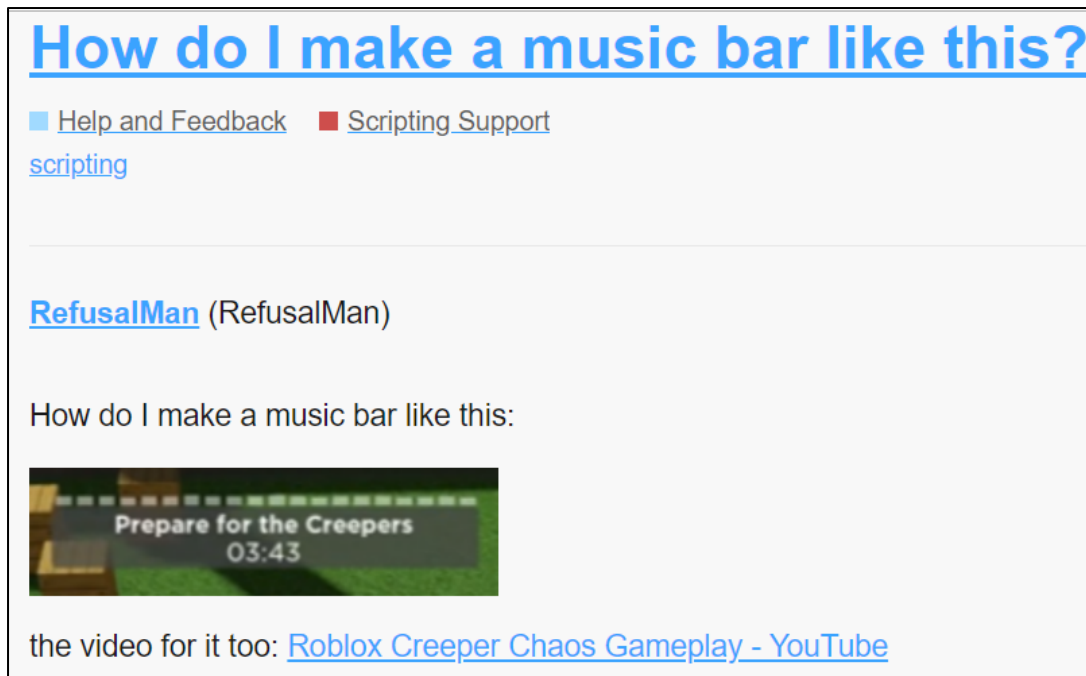 How do I make a music bar like this?
Help and Feedback Scripting Support
scripting
RefusalMan (RefusalMan)
How do I make a music bar like this:
Prepare for the Creepers
03:43
the video for it too: Roblox Creeper Chaos Gameplay - YouTube